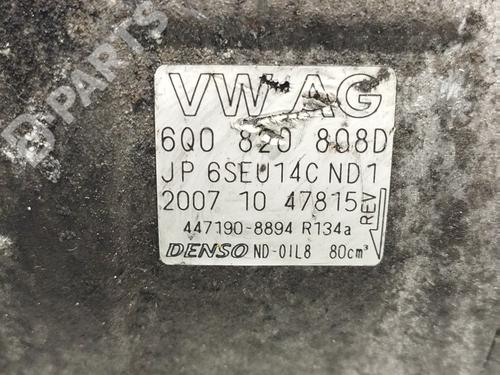 VW AG
6Q0 820 808D
JP 6SEU14C ND1
2007 10 47815
REV
447190-8894 R134a
DENSO ND-OIL8 80cm³
B-PARTS